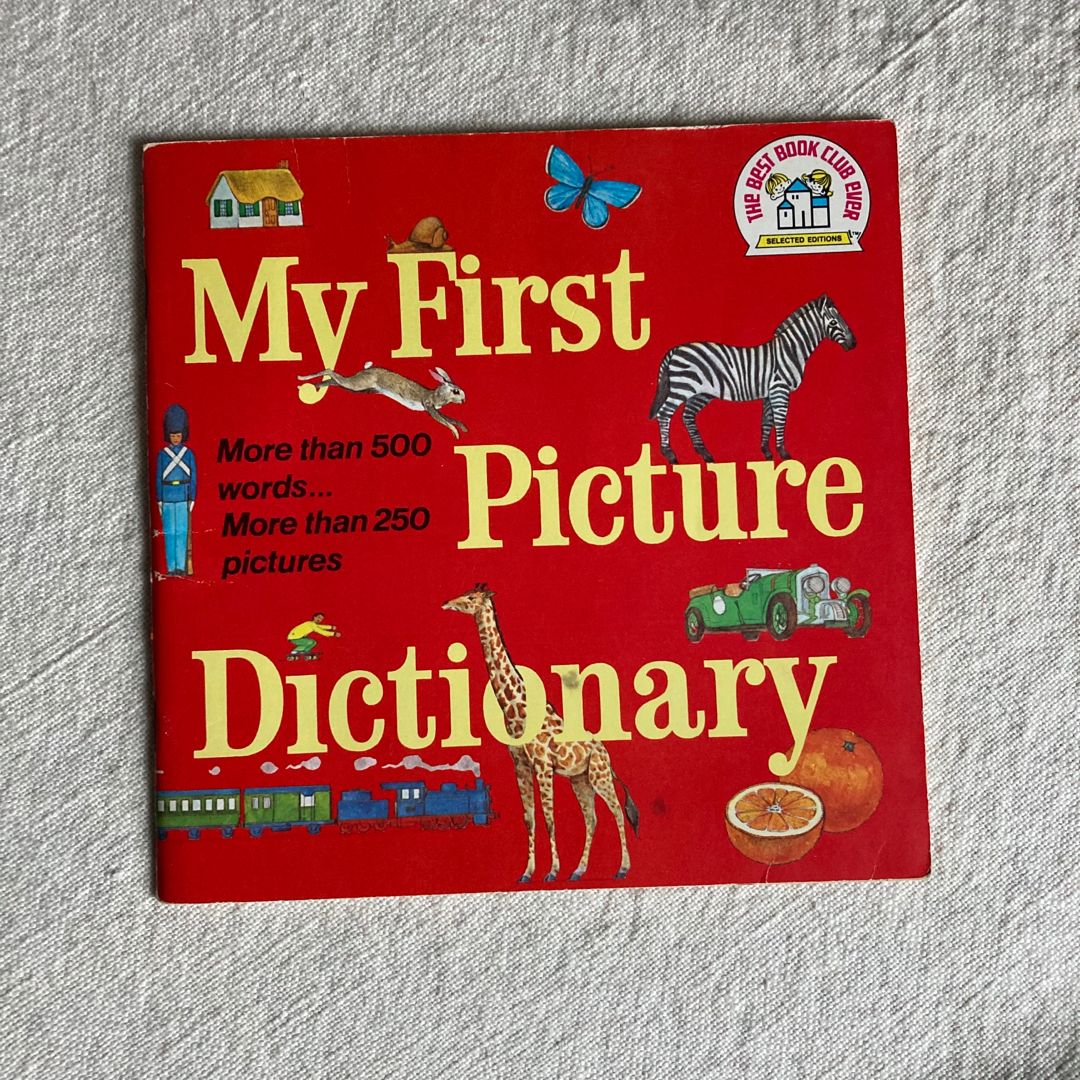 THE BEST BOOK CLUB EVER
SELECTED EDITIONS TM
My First
More than 500
words...
More than 250
pictures
Picture
Dictionary